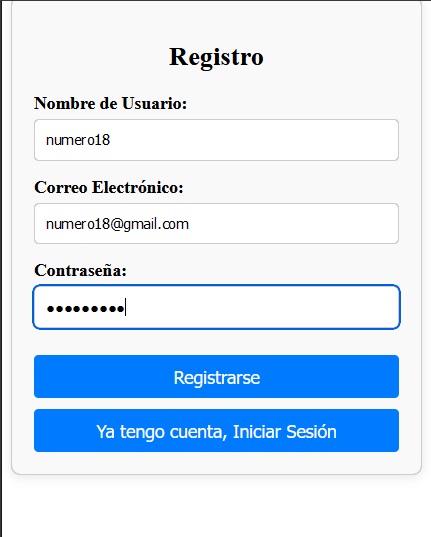 Registro
Nombre de Usuario:
numero18
Correo Electrónico:
numero18@gmail.com
Contraseña:
●●●●●●●●●
Registrarse
Ya tengo cuenta, Iniciar Sesión